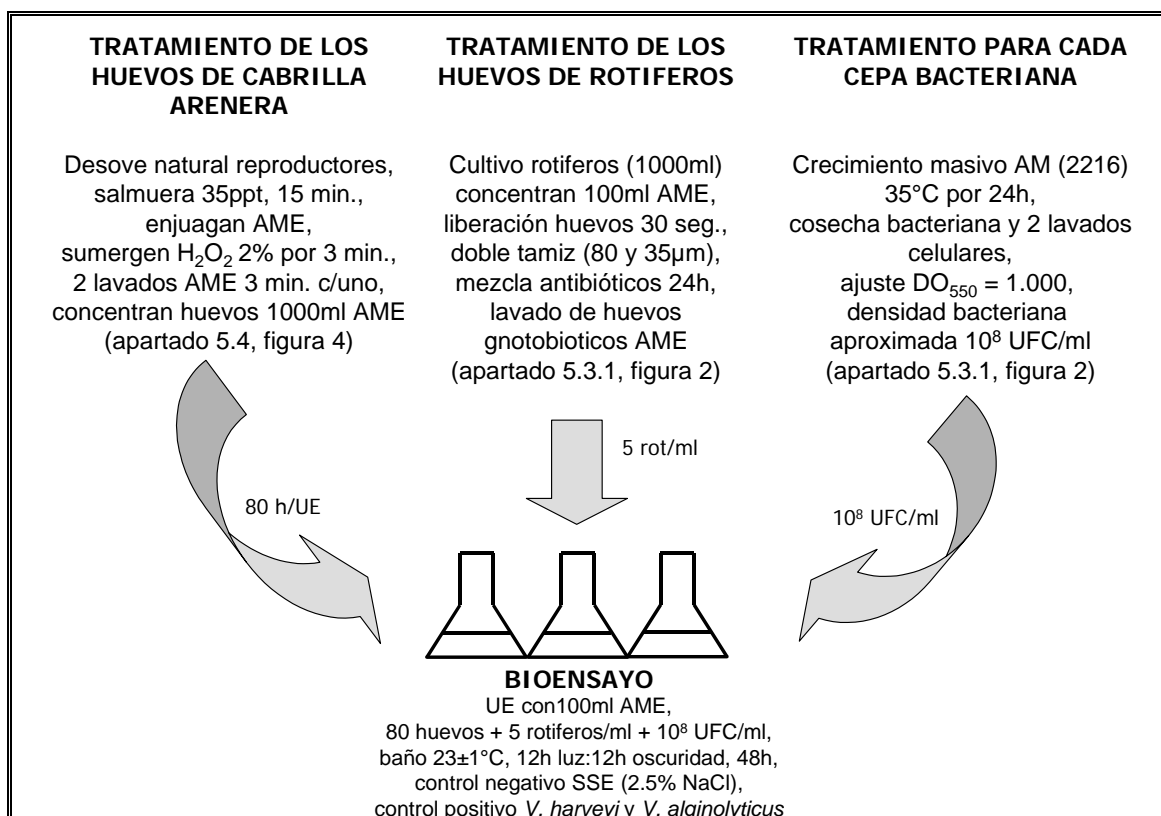 TRATAMIENTO DE LOS
HUEVOS DE CABRILLA
ARENERA
Desove natural reproductores,
salmuera 35ppt, 15 min.,
enjuagan AME,
sumergen H₂O₂ 2% por 3 min.,
2 lavados AME 3 min. c/uno,
concentran huevos 1000ml AME
(apartado 5.4, figura 4)
TRATAMIENTO DE LOS
HUEVOS DE ROTIFEROS
Cultivo rotiferos (1000ml)
concentran 100ml AME,
liberación huevos 30 seg.,
doble tamiz (80 y 35µm),
mezcla antibióticos 24h,
lavado de huevos
gnotobioticos AME
(apartado 5.3.1, figura 2)
TRATAMIENTO PARA CADA
CEPA BACTERIANA
Crecimiento masivo AM (2216)
35°C por 24h,
cosecha bacteriana y 2 lavados
celulares,
ajuste DO₅₅₀ = 1.000,
densidad bacteriana
aproximada 10⁸ UFC/ml
(apartado 5.3.1, figura 2)
80 h/UE
5 rot/ml
10⁸ UFC/ml
BIOENSAYO
UE con100ml AME,
80 huevos + 5 rotiferos/ml + 10⁸ UFC/ml,
baño 23±1°C, 12h luz:12h oscuridad, 48h,
control negativo SSE (2.5% NaCl),
control positivo V. harveyi y V. alginolyticus